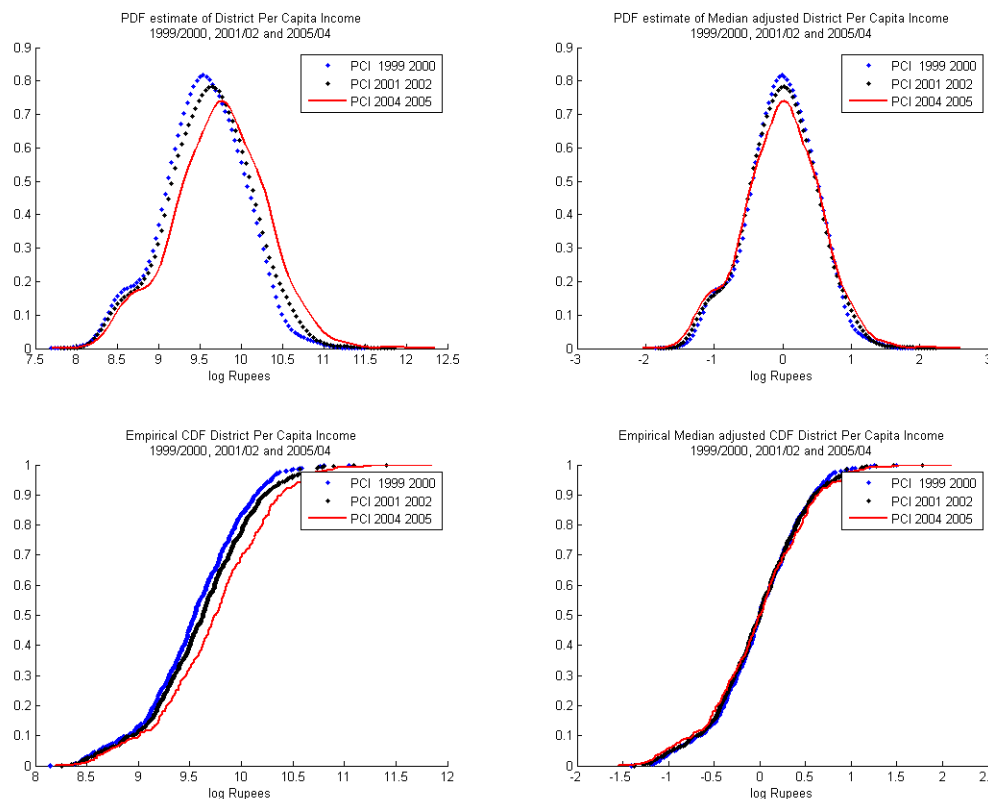 PDF estimate of District Per Capita Income
1999/2000, 2001/02 and 2005/04
0.9
0.8
0.7
0.6
0.5
0.4
0.3
0.2
0.1
0
PCI 1999 2000
PCI 2001 2002
PCI 2004 2005
7.5 8 8.5 9 9.5 10 10.5 11 11.5 12 12.5
log Rupees
PDF estimate of Median adjusted District Per Capita Income
1999/2000, 2001/02 and 2005/04
0.9
0.8
0.7
0.6
0.5
0.4
0.3
0.2
0.1
0
PCI 1999 2000
PCI 2001 2002
PCI 2004 2005
-3 -2 -1 0 1 2 3
log Rupees
Empirical CDF District Per Capita Income
1999/2000, 2001/02 and 2005/04
1
0.9
0.8
0.7
0.6
0.5
0.4
0.3
0.2
0.1
0
PCI 1999 2000
PCI 2001 2002
PCI 2004 2005
8 8.5 9 9.5 10 10.5 11 11.5 12
log Rupees
Empirical Median adjusted CDF District Per Capita Income
1999/2000, 2001/02 and 2005/04
1
0.9
0.8
0.7
0.6
0.5
0.4
0.3
0.2
0.1
0
PCI 1999 2000
PCI 2001 2002
PCI 2004 2005
-2 -1.5 -1 -0.5 0 0.5 1 1.5 2
log Rupees